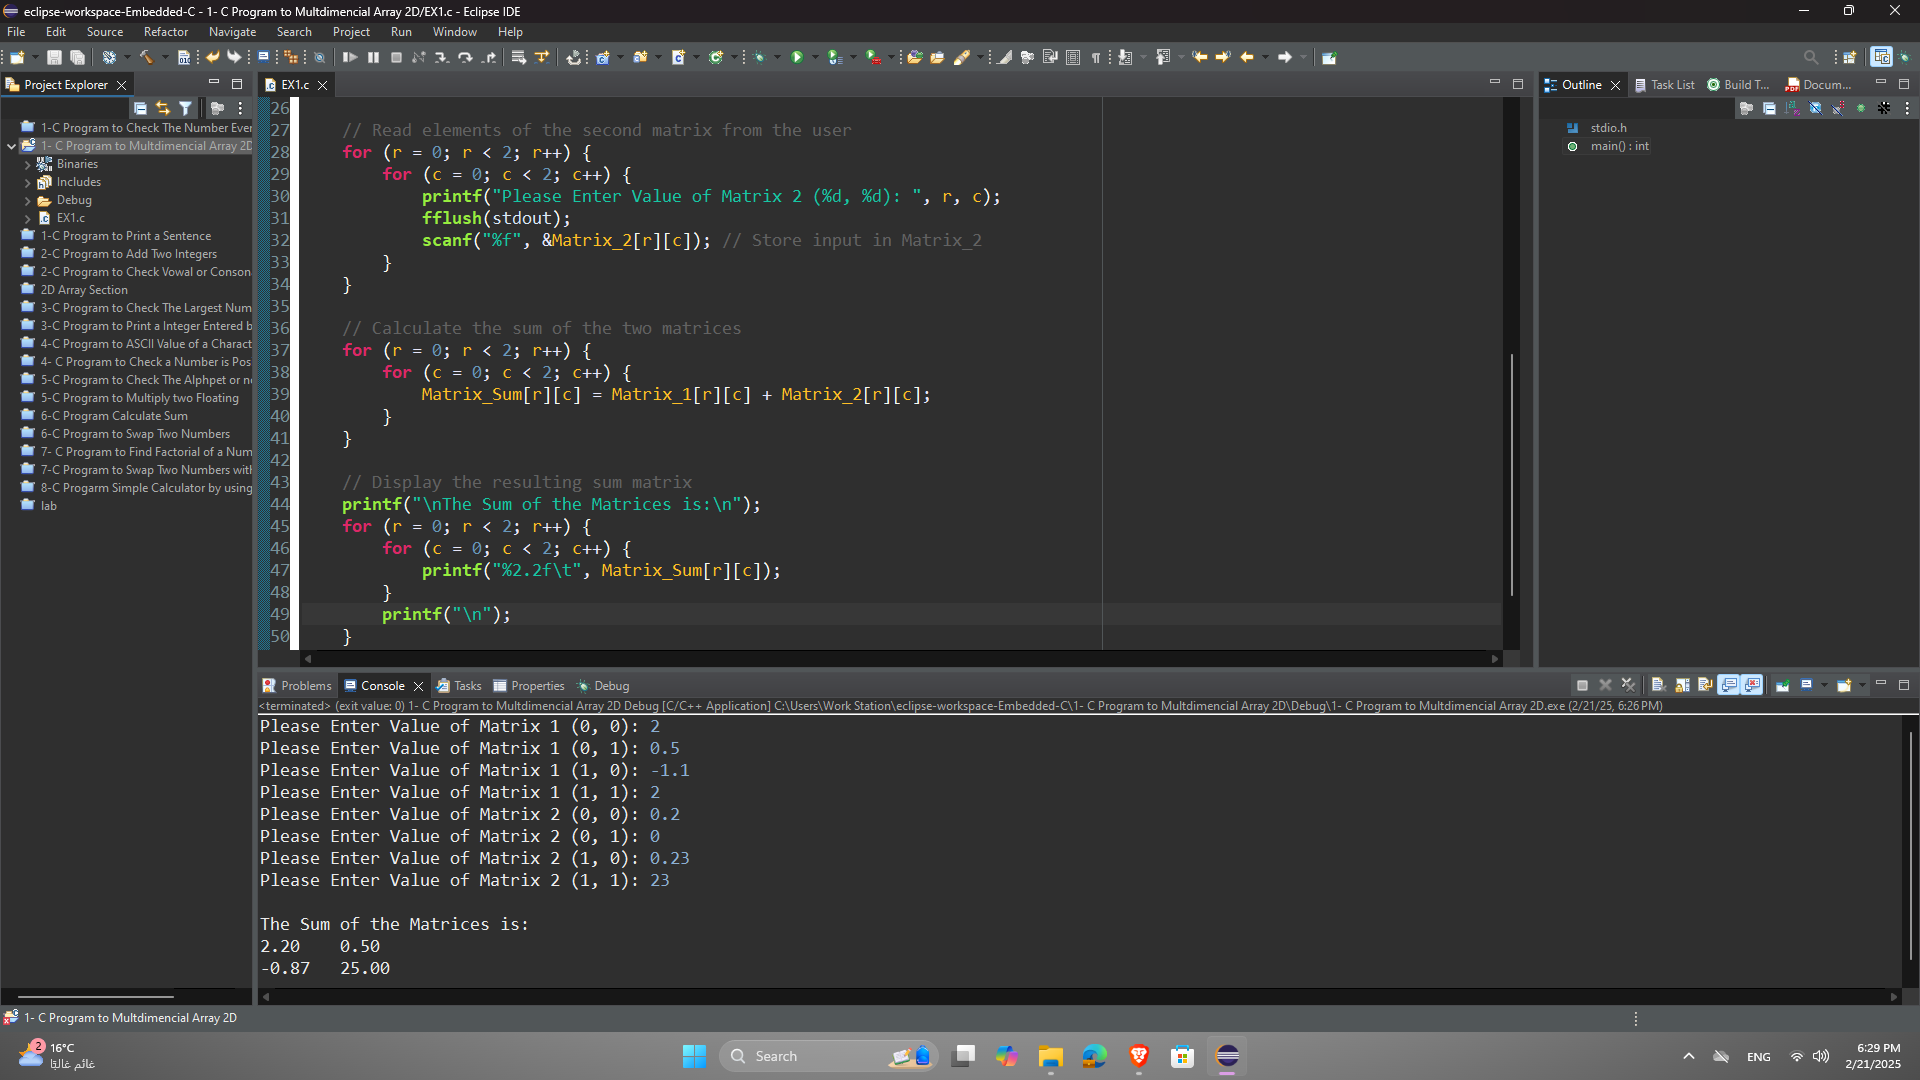 eclipse-workspace-Embedded-C - 1- C Program to Multdimencial Array 2D/EX1.c - Eclipse IDE
File Edit Source Refactor Navigate Search Project Run Window Help
Project Explorer
1-C Program to Check The Number Ever
1- C Program to Multdimencial Array 2D
Binaries
Includes
Debug
EX1.c
1-C Program to Print a Sentence
2-C Program to Add Two Integers
2-C Program to Check Vowal or Conson
2D Array Section
3-C Program to Check The Largest Num
3-C Program to Print a Integer Entered b
4-C Program to ASCII Value of a Charact
4- C Program to Check a Number is Pos
5-C Program to Check The Alphpet or n
5-C Program to Multiply two Floating
6-C Program Calculate Sum
6-C Program to Swap Two Numbers
7- C Program to Find Factorial of a Num
7-C Program to Swap Two Numbers with
8-C Progarm Simple Calculator by using
lab
EX1.c
26
27 // Read elements of the second matrix from the user
28 for (r = 0; r < 2; r++) {
29 for (c = 0; c < 2; c++) {
30 printf("Please Enter Value of Matrix 2 (%d, %d): ", r, c);
31 fflush(stdout);
32 scanf("%f", &Matrix_2[r][c]); // Store input in Matrix_2
33 }
34 }
35
36 // Calculate the sum of the two matrices
37 for (r = 0; r < 2; r++) {
38 for (c = 0; c < 2; c++) {
39 Matrix_Sum[r][c] = Matrix_1[r][c] + Matrix_2[r][c];
40 }
41 }
42
43 // Display the resulting sum matrix
44 printf("\nThe Sum of the Matrices is:\n");
45 for (r = 0; r < 2; r++) {
46 for (c = 0; c < 2; c++) {
47 printf("%2.2f\t", Matrix_Sum[r][c]);
48 }
49 printf("\n");
50 }
Outline Task List Build T... Docum...
stdio.h
main() : int
Problems Console Tasks Properties Debug
<terminated> (exit value: 0) 1- C Program to Multdimencial Array 2D Debug [C/C++ Application] C:\Users\Work Station\eclipse-workspace-Embedded-C\1- C Program to Multdimencial Array 2D\Debug\1- C Program to Multdimencial Array 2D.exe (2/21/25, 6:26 PM)
Please Enter Value of Matrix 1 (0, 0): 2
Please Enter Value of Matrix 1 (0, 1): 0.5
Please Enter Value of Matrix 1 (1, 0): -1.1
Please Enter Value of Matrix 1 (1, 1): 2
Please Enter Value of Matrix 2 (0, 0): 0.2
Please Enter Value of Matrix 2 (0, 1): 0
Please Enter Value of Matrix 2 (1, 0): 0.23
Please Enter Value of Matrix 2 (1, 1): 23
The Sum of the Matrices is:
2.20 0.50
-0.87 25.00
1- C Program to Multdimencial Array 2D
2
16°C
غائم غالبًا
Search
ENG
6:29 PM
2/21/2025